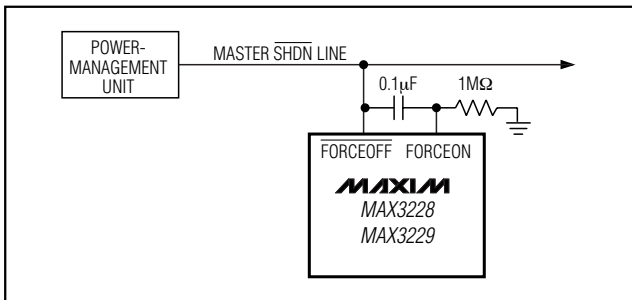 POWER-
MANAGEMENT
UNIT
MASTER SHDN LINE
0.1μF
1MΩ
FORCEOFF FORCEON
MAXIM
MAX3228
MAX3229